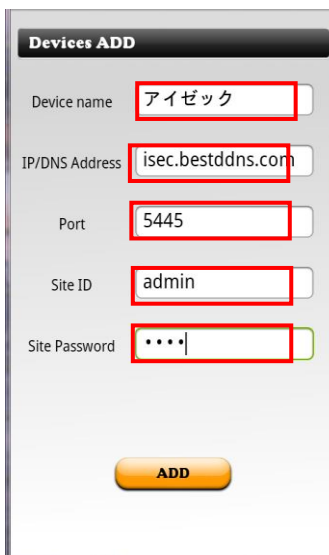 Devices ADD
Device name アイゼック
IP/DNS Address isec.bestddns.com
Port 5445
Site ID admin
Site Password ••••
ADD